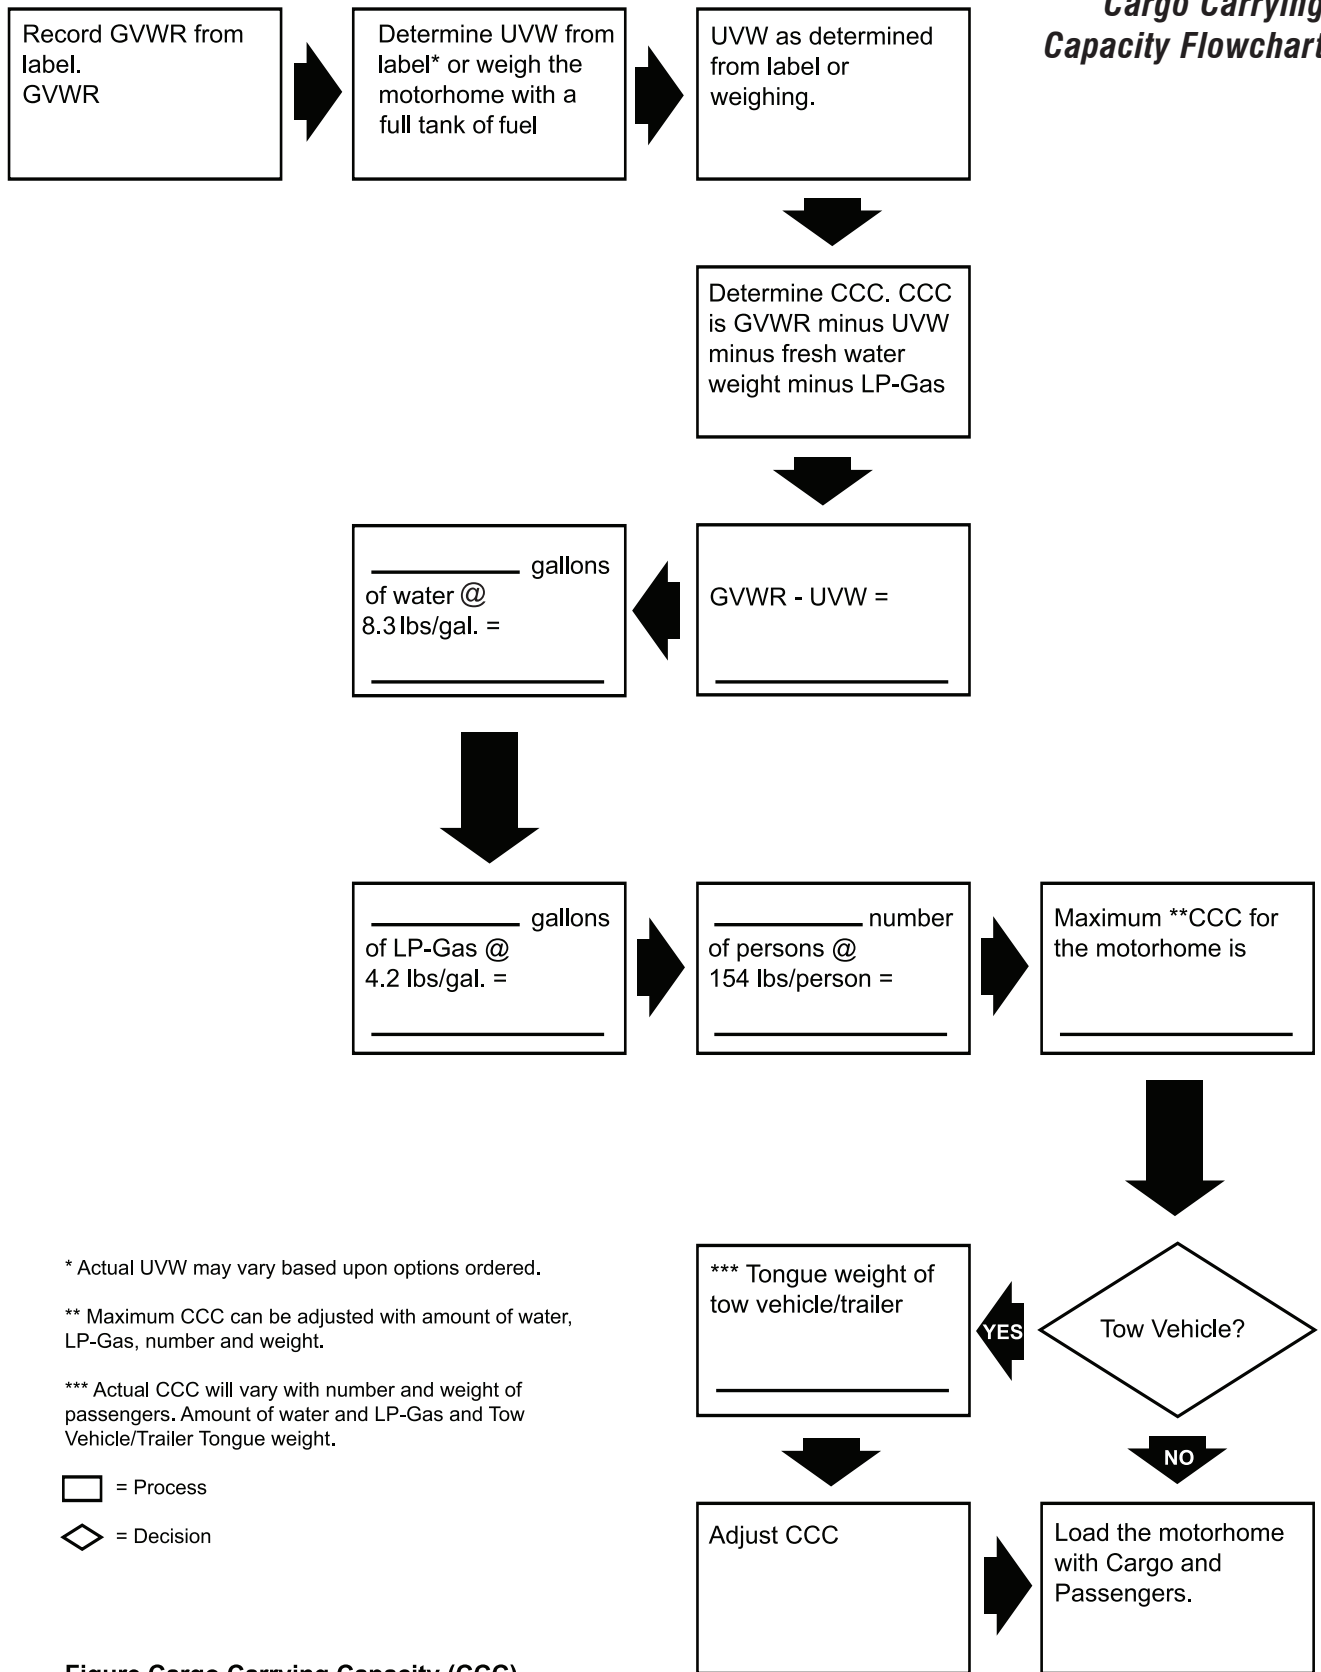 Cargo Carrying
Capacity Flowchart
Record GVWR from
label.
GVWR
Determine UVW from
label* or weigh the
motorhome with a
full tank of fuel
UVW as determined
from label or
weighing.
Determine CCC. CCC
is GVWR minus UVW
minus fresh water
weight minus LP-Gas
GVWR - UVW =
gallons
of water @
8.3 lbs/gal. =
gallons
of LP-Gas @
4.2 lbs/gal. =
number
of persons @
154 lbs/person =
Maximum **CCC for
the motorhome is
Tow Vehicle?
YES
*** Tongue weight of
tow vehicle/trailer
NO
Adjust CCC
Load the motorhome
with Cargo and
Passengers.
* Actual UVW may vary based upon options ordered.
** Maximum CCC can be adjusted with amount of water,
LP-Gas, number and weight.
*** Actual CCC will vary with number and weight of
passengers. Amount of water and LP-Gas and Tow
Vehicle/Trailer Tongue weight.
= Process
= Decision
Figure Cargo Carrying Capacity (CCC)